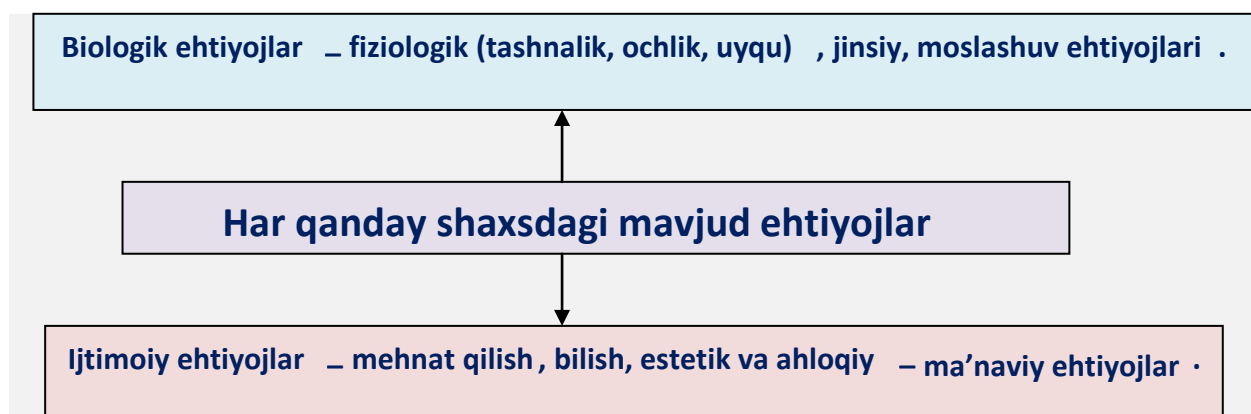 Biologik ehtiyojlar – fiziologik (tashnalik, ochlik, uyqu) , jinsiy, moslashuv ehtiyojlari .
Har qanday shaxsdagi mavjud ehtiyojlar
Ijtimoiy ehtiyojlar – mehnat qilish , bilish, estetik va ahloqiy – ma’naviy ehtiyojlar .